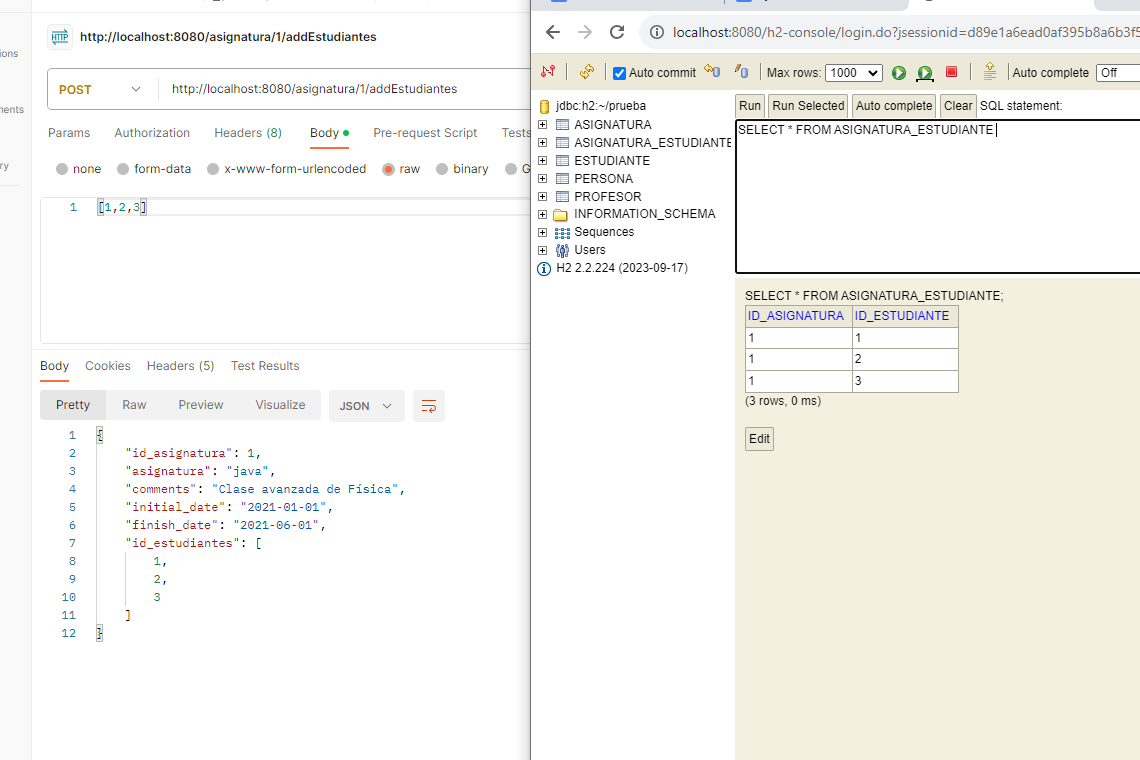 HTTP http://localhost:8080/asignatura/1/addEstudiantes
POST http://localhost:8080/asignatura/1/addEstudiantes
Params Authorization Headers (8) Body Pre-request Script Tests
none form-data x-www-form-urlencoded raw binary
1 [1,2,3]
Body Cookies Headers (5) Test Results
Pretty Raw Preview Visualize JSON
1 {
2 "id_asignatura": 1,
3 "asignatura": "java",
4 "comments": "Clase avanzada de Física",
5 "initial_date": "2021-01-01",
6 "finish_date": "2021-06-01",
7 "id_estudiantes": [
8 1,
9 2,
10 3
11 ]
12 }
localhost:8080/h2-console/login.do?jsessionid=d89e1a6ead0af395b8a6b3f5
Auto commit Max rows: 1000 Auto complete Off
jdbc:h2:~/prueba
ASIGNATURA
ASIGNATURA_ESTUDIANTE
ESTUDIANTE
PERSONA
PROFESOR
INFORMATION_SCHEMA
Sequences
Users
H2 2.2.224 (2023-09-17)
Run Run Selected Auto complete Clear SQL statement:
SELECT * FROM ASIGNATURA_ESTUDIANTE
SELECT * FROM ASIGNATURA_ESTUDIANTE;
ID_ASIGNATURA ID_ESTUDIANTE
1 1
1 2
1 3
(3 rows, 0 ms)
Edit